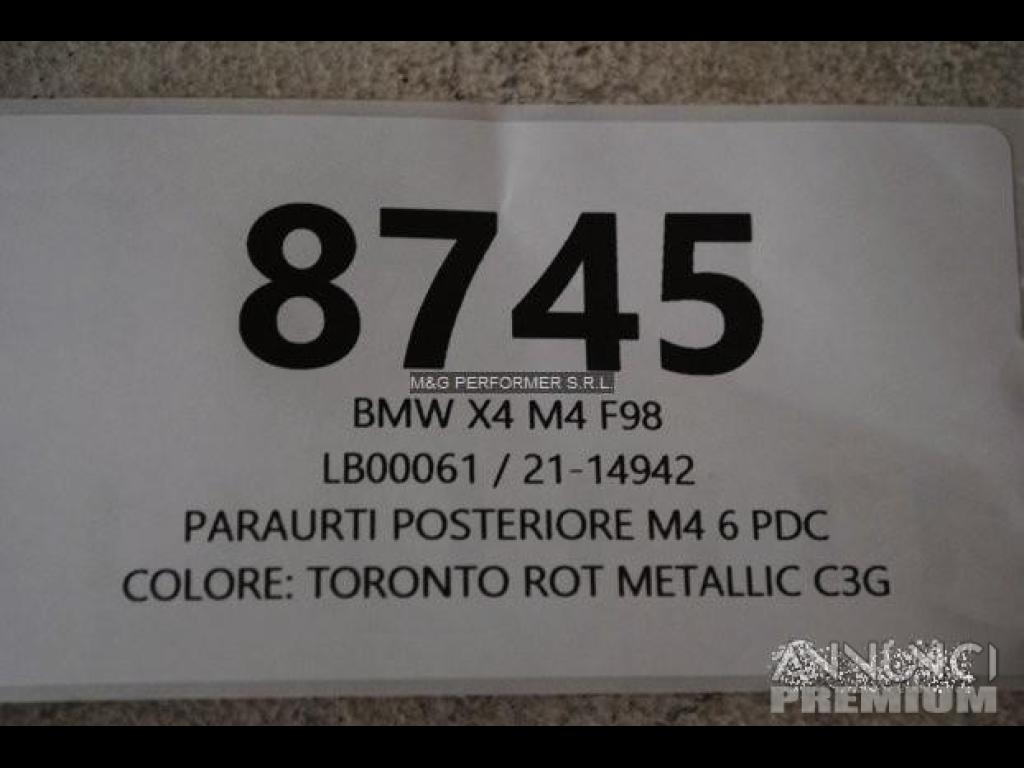 8745
M&G PERFORMER S.R.L.
BMW X4 M4 F98
LB00061 / 21-14942
PARAURTI POSTERIORE M4 6 PDC
COLORE: TORONTO ROT METALLIC C3G
ANNUNCI
PREMIUM